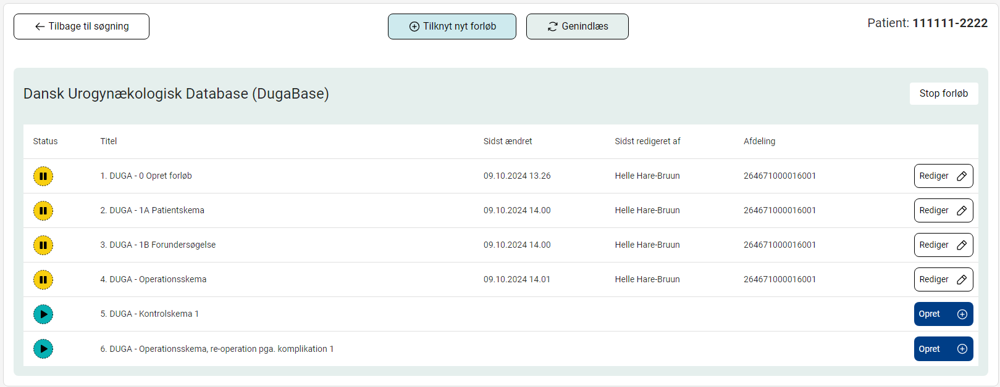 Tilbage til søgning
Tilknyt nyt forløb
Genindlæs
Patient: 111111-2222
Dansk Urogynækologisk Database (DugaBase)
Stop forløb
Status Titel Sidst ændret Sidst redigeret af Afdeling
1. DUGA - 0 Opret forløb 09.10.2024 13.26 Helle Hare-Bruun 264671000016001 Rediger
2. DUGA - 1A Patientskema 09.10.2024 14.00 Helle Hare-Bruun 264671000016001 Rediger
3. DUGA - 1B Forundersøgelse 09.10.2024 14.00 Helle Hare-Bruun 264671000016001 Rediger
4. DUGA - Operationsskema 09.10.2024 14.01 Helle Hare-Bruun 264671000016001 Rediger
5. DUGA - Kontrolskema 1 Opret
6. DUGA - Operationsskema, re-operation pga. komplikation 1 Opret